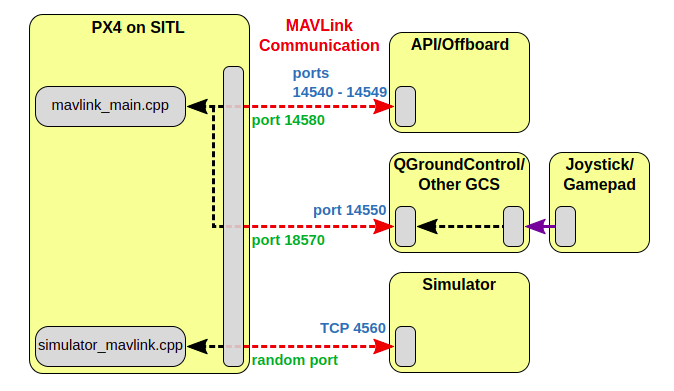 PX4 on SITL
MAVLink
Communication
API/Offboard
ports
14540 - 14549
mavlink_main.cpp
port 14580
QGroundControl/
Other GCS
Joystick/
Gamepad
port 14550
port 18570
Simulator
TCP 4560
simulator_mavlink.cpp
random port